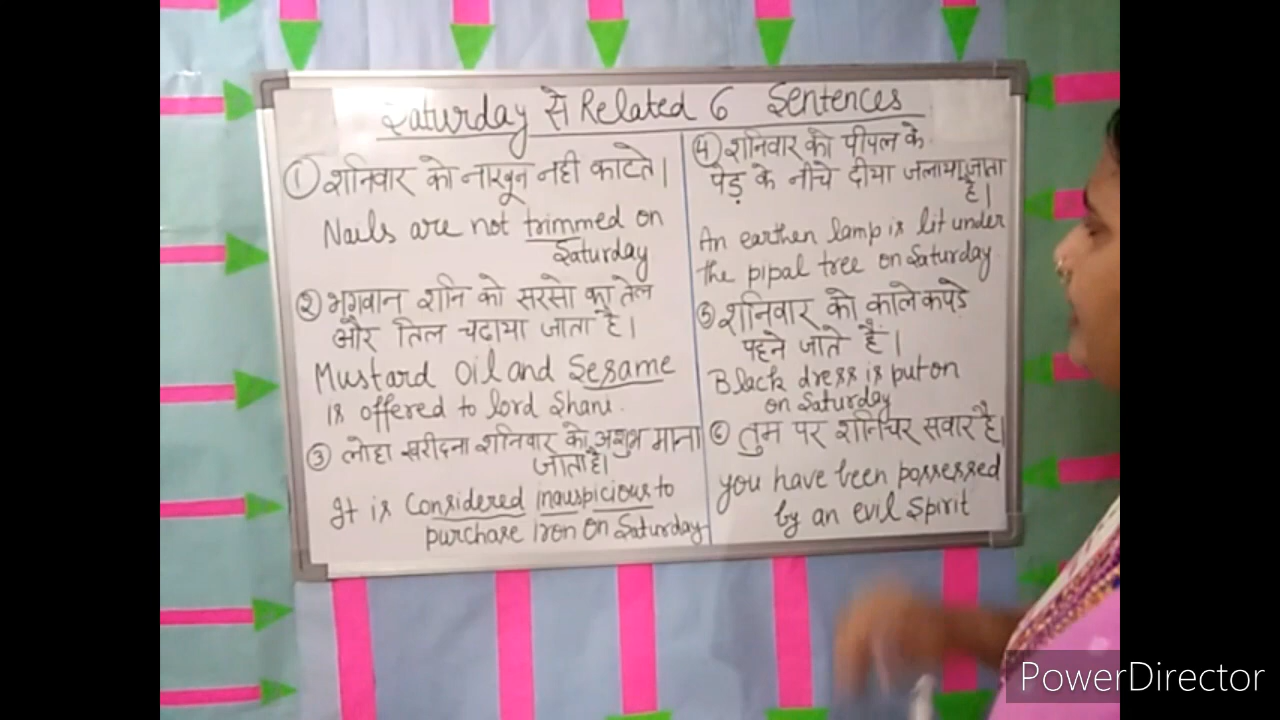 Saturday से Related 6 Sentences
① शनिवार को नाखून नही काटते।
Nails are not trimmed on
Saturday
② भगवान शनि को सरसो का तेल
और तिल चढाया जाता है।
Mustard Oil and Sesame
is offered to lord Shani.
③ लोहा खरीदना शनिवार को अशुभ माना
जाता है।
It is Considered inauspicious to
purchase Iron on Saturday
④ शनिवार को पीपल के
पेड़ के नीचे दीया जलाया जाता
है।
An earthen lamp is lit under
the pipal tree on Saturday.
⑤ शनिवार को काले कपडे
पहने जाते हैं।
Black dress is put on
on Saturday
⑥ तुम पर शनिचर सवार है।
you have been possessed
by an evil Spirit
PowerDirector